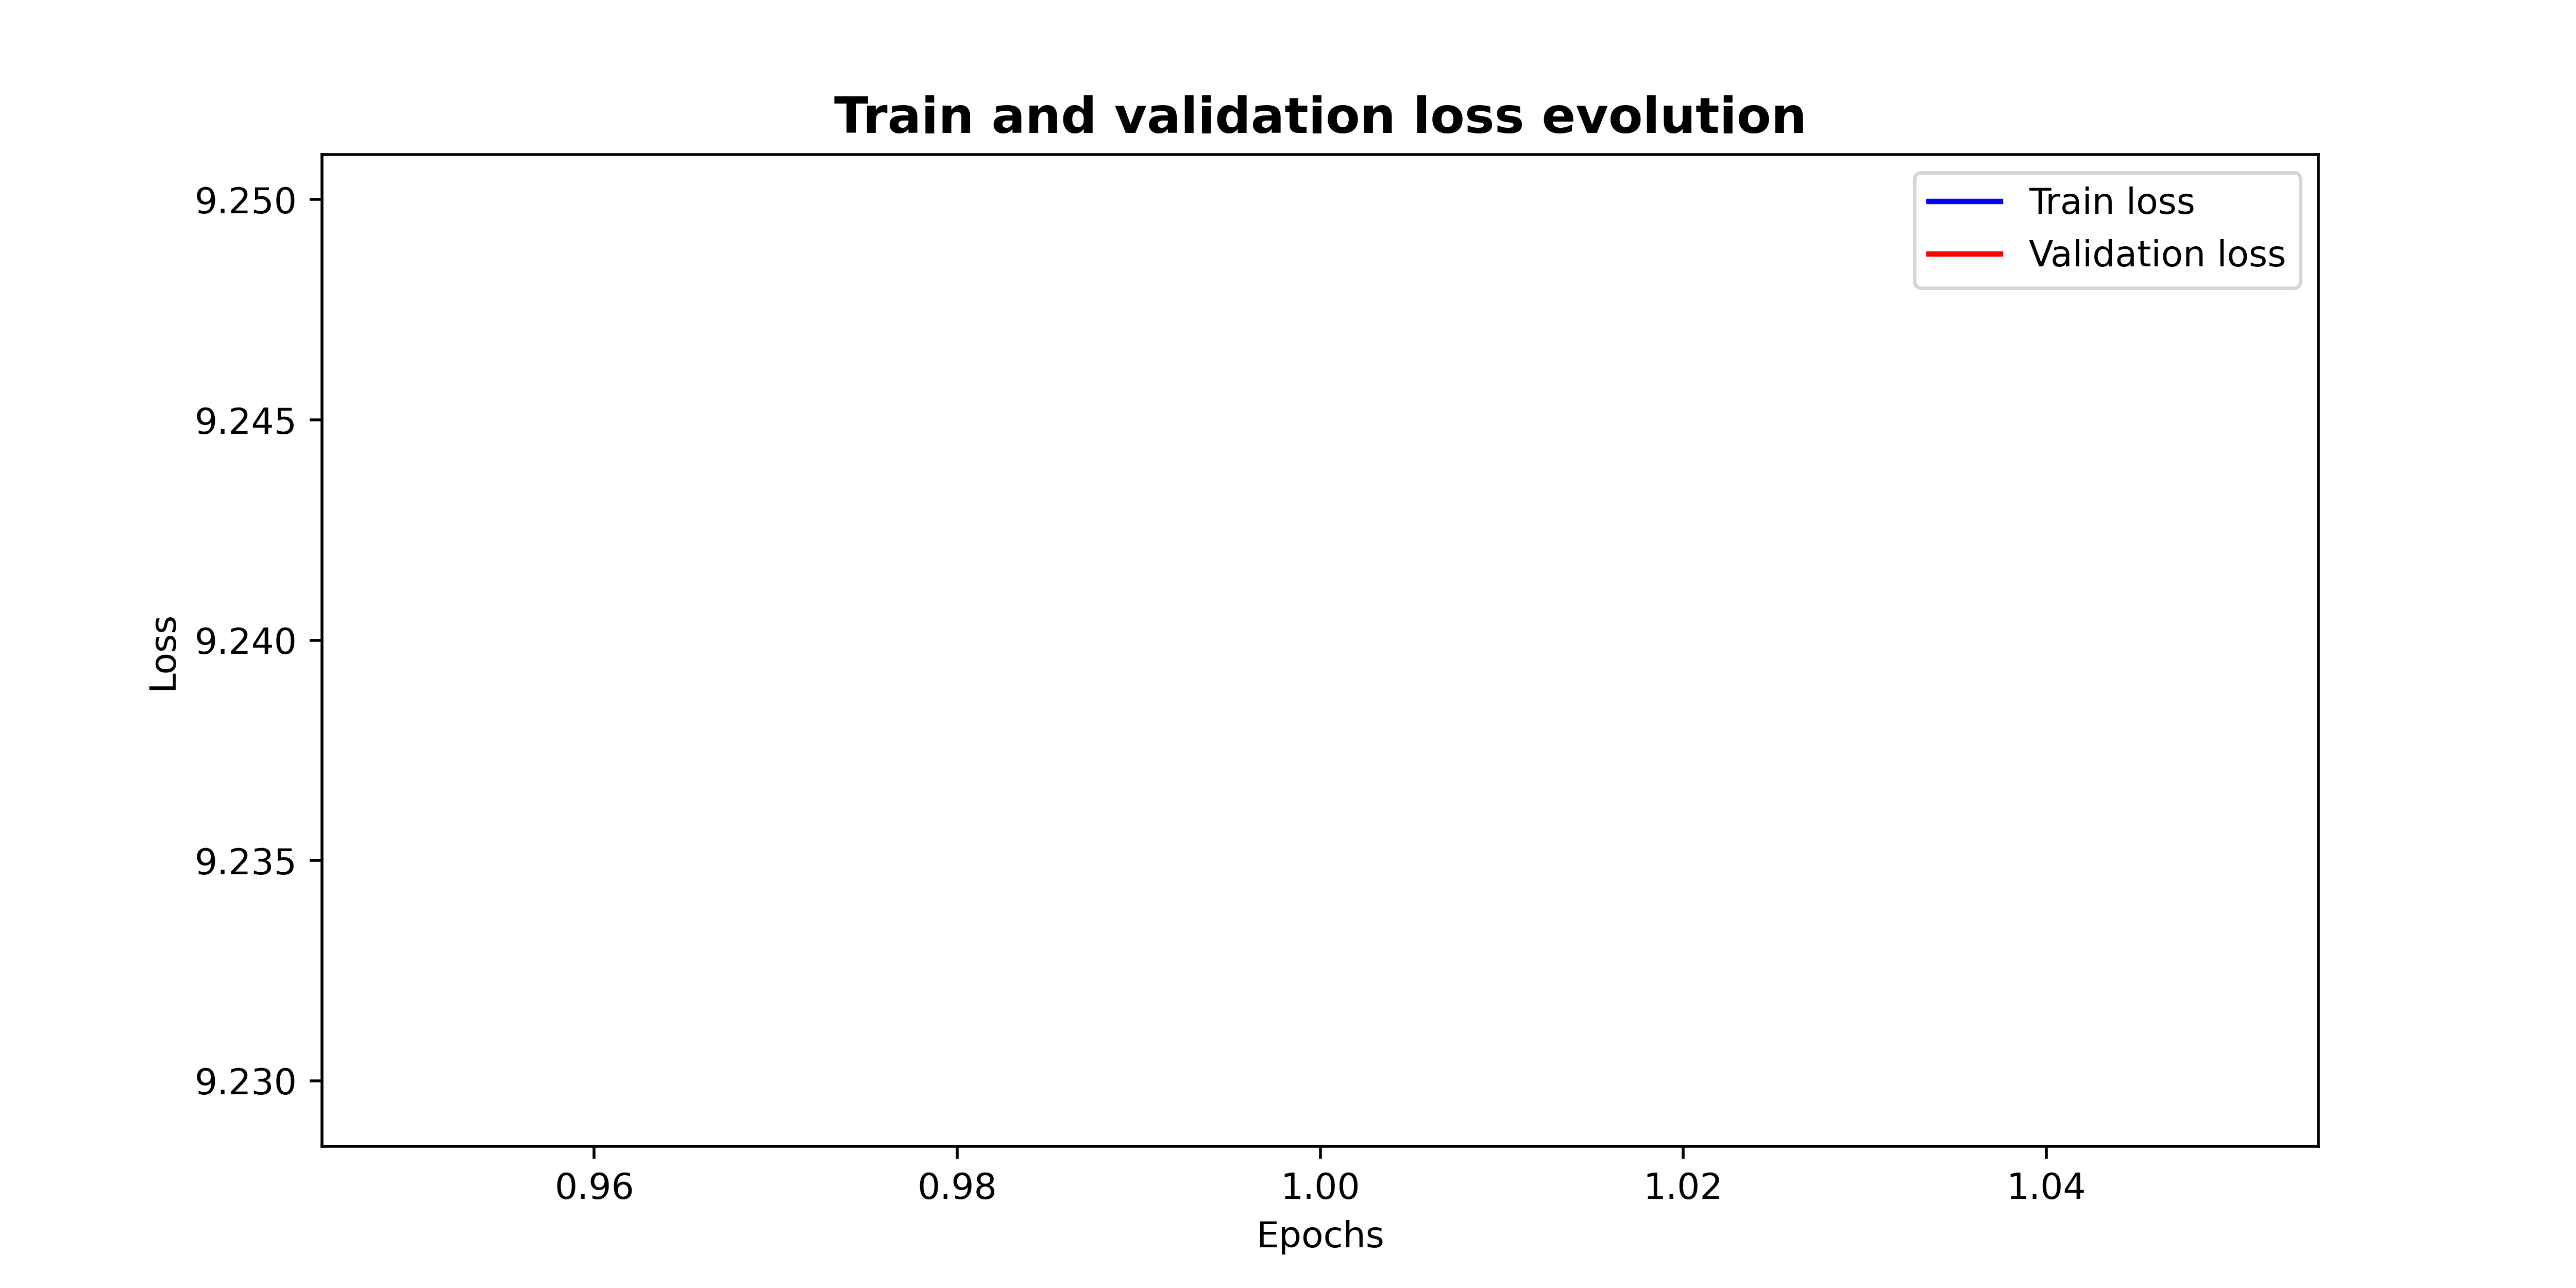 Train and validation loss evolution
Train loss
Validation loss
9.250
9.245
9.240
9.235
9.230
Loss
0.96 0.98 1.00 1.02 1.04
Epochs